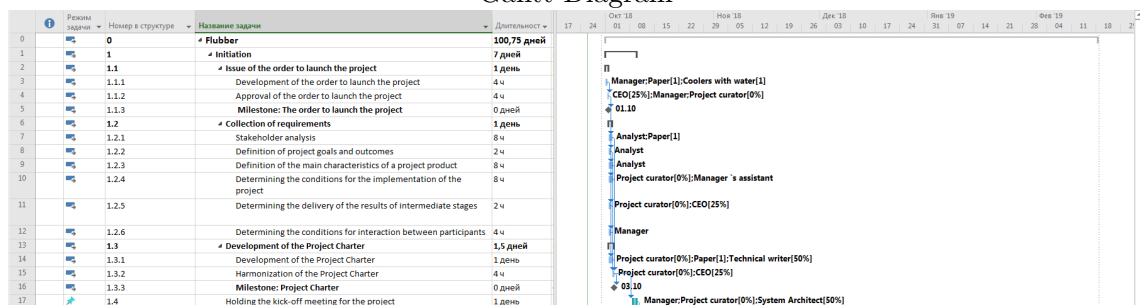 Gantt Diagram
Режим задачи Номер в структуре Название задачи Длительност
Окт '18 Ноя '18 Дек '18 Янв '19 Фев '19
17 24 01 08 15 22 29 05 12 19 26 03 10 17 24 31 07 14 21 28 04 11 18
0 0 Flubber 100,75 дней
1 1 Initiation 7 дней
2 1.1 Issue of the order to launch the project 1 день
3 1.1.1 Development of the order to launch the project 4 ч Manager;Paper[1];Coolers with water[1]
4 1.1.2 Approval of the order to launch the project 4 ч CEO[25%];Manager;Project curator[0%]
5 1.1.3 Milestone: The order to launch the project 0 дней 01.10
6 1.2 Collection of requirements 1 день
7 1.2.1 Stakeholder analysis 8 ч Analyst;Paper[1]
8 1.2.2 Definition of project goals and outcomes 2 ч Analyst
9 1.2.3 Definition of the main characteristics of a project product 8 ч Analyst
10 1.2.4 Determining the conditions for the implementation of the 8 ч Project curator[0%];Manager `s assistant
project
11 1.2.5 Determining the delivery of the results of intermediate stages 2 ч Project curator[0%];CEO[25%]
12 1.2.6 Determining the conditions for interaction between participants 4 ч Manager
13 1.3 Development of the Project Charter 1,5 дней
14 1.3.1 Development of the Project Charter 1 день Project curator[0%];Paper[1];Technical writer[50%]
15 1.3.2 Harmonization of the Project Charter 4 ч Project curator[0%];CEO[25%]
16 1.3.3 Milestone: Project Charter 0 дней 03.10
17 1.4 Holding the kick-off meeting for the project 1 день Manager;Project curator[0%];System Architect[50%]